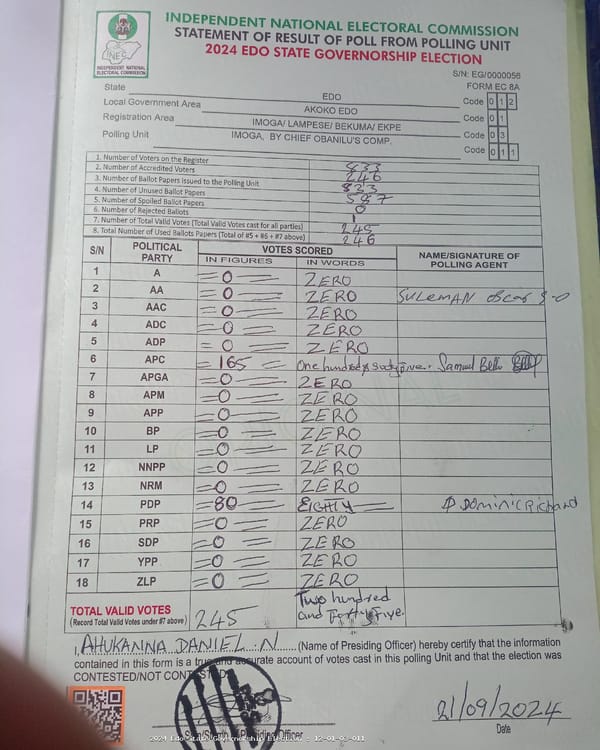 INDEPENDENT NATIONAL ELECTORAL COMMISSION
STATEMENT OF RESULT OF POLL FROM POLLING UNIT
2024 EDO STATE GOVERNORSHIP ELECTION
INEC
INDEPENDENT NATIONAL ELECTORAL COMMISSION
S/N: EG/0000056
FORM EC 8A
State EDO Code 0 1 2
Local Government Area AKOKO EDO Code 0 1
Registration Area IMOGA/ LAMPESE/ BEKUMA/ EKPE Code 0 3
Polling Unit IMOGA, BY CHIEF OBANILU'S COMP. Code 0 1 1
1. Number of Voters on the Register 833
2. Number of Accredited Voters 246
3. Number of Ballot Papers issued to the Polling Unit 833
4. Number of Unused Ballot Papers 587
5. Number of Spoiled Ballot Papers 0
6. Number of Rejected Ballots 1
7. Number of Total Valid Votes (Total Valid Votes cast for all parties) 245
8. Total Number of Used Ballots Papers (Total of #5 + #6 + #7 above) 246
S/N POLITICAL PARTY VOTES SCORED NAME/SIGNATURE OF POLLING AGENT
IN FIGURES IN WORDS
1 A 0 ZERO
2 AA 0 ZERO SULEMAN
3 AAC 0 ZERO
4 ADC 0 ZERO
5 ADP 0 ZERO
6 APC 165 One hundred & sixty five. Samuel Bello
7 APGA 0 ZERO
8 APM 0 ZERO
9 APP 0 ZERO
10 BP 0 ZERO
11 LP 0 ZERO
12 NNPP 0 ZERO
13 NRM 0 ZERO
14 PDP 80 EIGHTY DOMINIC Richard
15 PRP 0 ZERO
16 SDP 0 ZERO
17 YPP 0 ZERO
18 ZLP 0 ZERO
TOTAL VALID VOTES 245 Two hundred
(Record Total Valid Votes under #7 above) and Forty Five.
I, AHUKANNA DANIEL N (Name of Presiding Officer) hereby certify that the information
contained in this form is a true and accurate account of votes cast in this polling Unit and that the election was
CONTESTED/NOT CONTESTED
21/09/2024
Presiding Officer
Date
2024 Edo State Governorship Election - 12-01-03-011